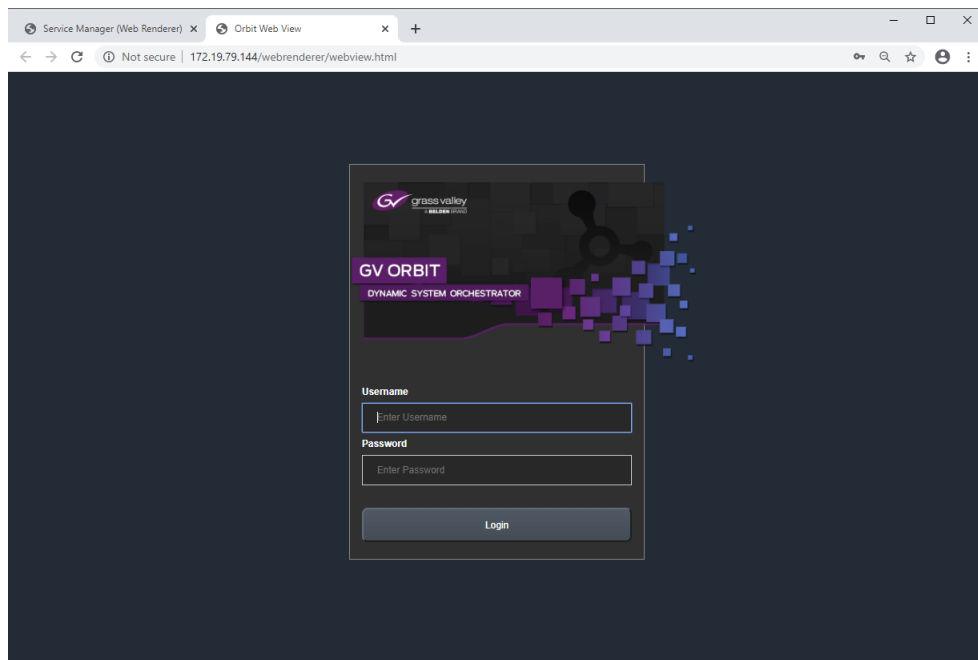 Service Manager (Web Renderer)
Orbit Web View
Not secure | 172.19.79.144/webrenderer/webview.html
GV grass valley
A BELDEN BRAND
GV ORBIT
DYNAMIC SYSTEM ORCHESTRATOR
Username
Enter Username
Password
Enter Password
Login